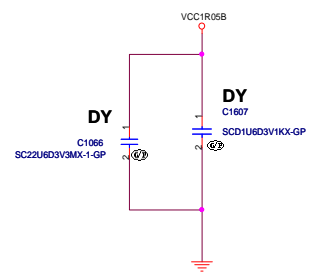 VCC1R05B
DY
DY
C1607
1
1
C1066
SCD1U6D3V1KX-GP
SC22U6D3V3MX-1-GP
2
2
G/P
G/P